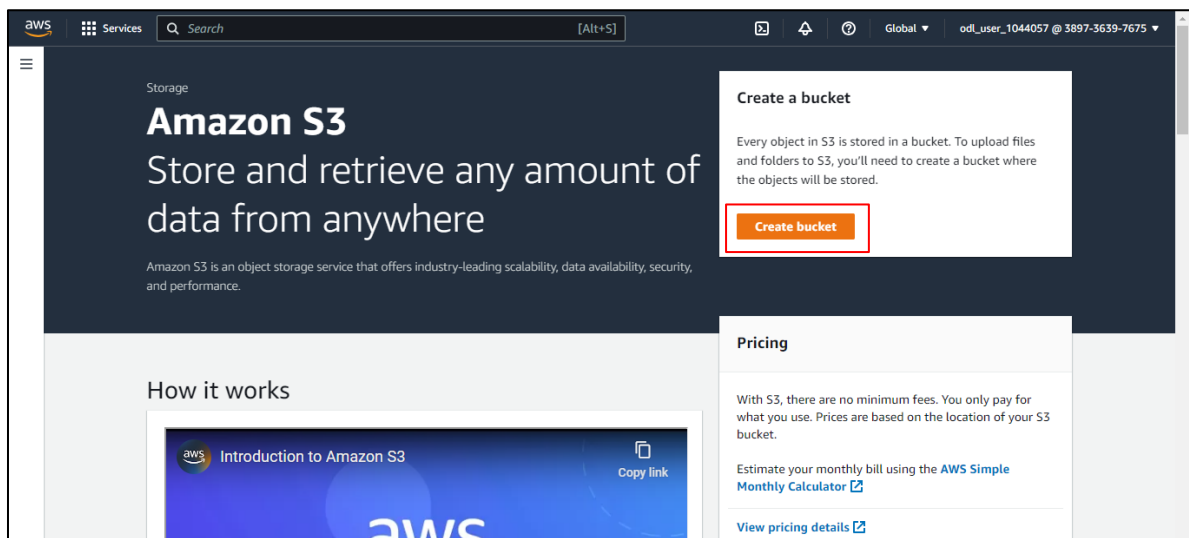 aws
Services
Search
[Alt+S]
Global
odl_user_1044057 @ 3897-3639-7675
Storage
Amazon S3
Store and retrieve any amount of
data from anywhere
Amazon S3 is an object storage service that offers industry-leading scalability, data availability, security,
and performance.
Create a bucket
Every object in S3 is stored in a bucket. To upload files
and folders to S3, you'll need to create a bucket where
the objects will be stored.
Create bucket
How it works
aws
Introduction to Amazon S3
Copy link
aws
Pricing
With S3, there are no minimum fees. You only pay for
what you use. Prices are based on the location of your S3
bucket.
Estimate your monthly bill using the AWS Simple
Monthly Calculator
View pricing details